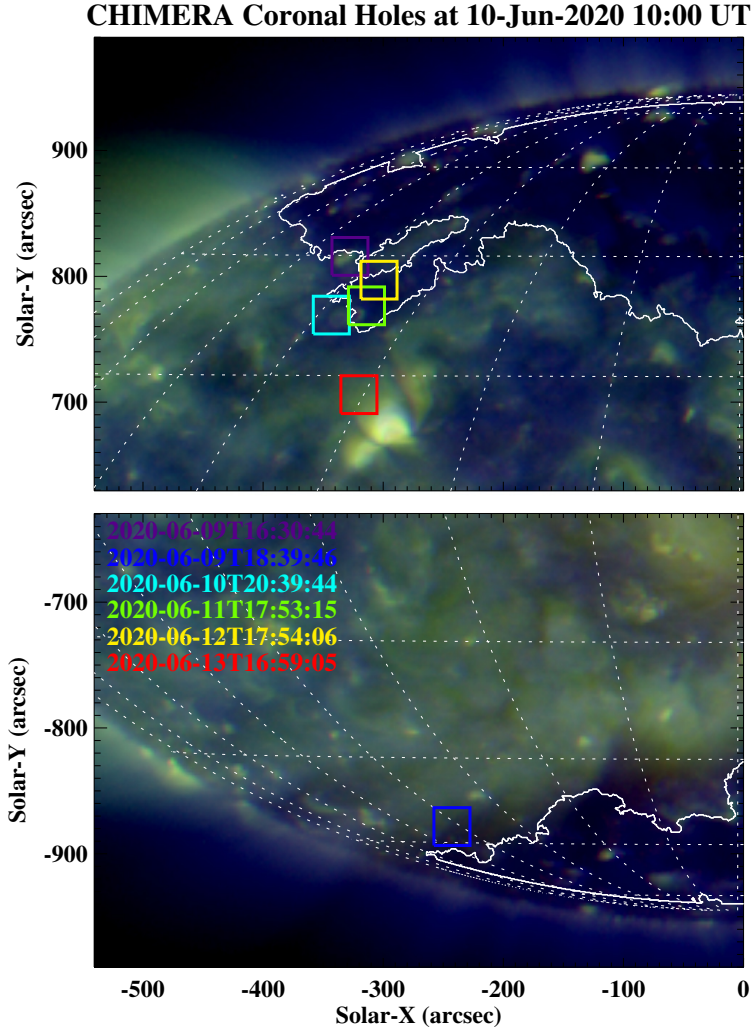 CHIMERA Coronal Holes at 10-Jun-2020 10:00 UT
900
800
700
Solar-Y (arcsec)
2020-06-09T16:30:44
2020-06-09T18:39:46
2020-06-10T20:39:44
2020-06-11T17:53:15
2020-06-12T17:54:06
2020-06-13T16:59:05
-700
-800
-900
Solar-Y (arcsec)
-500 -400 -300 -200 -100 0
Solar-X (arcsec)